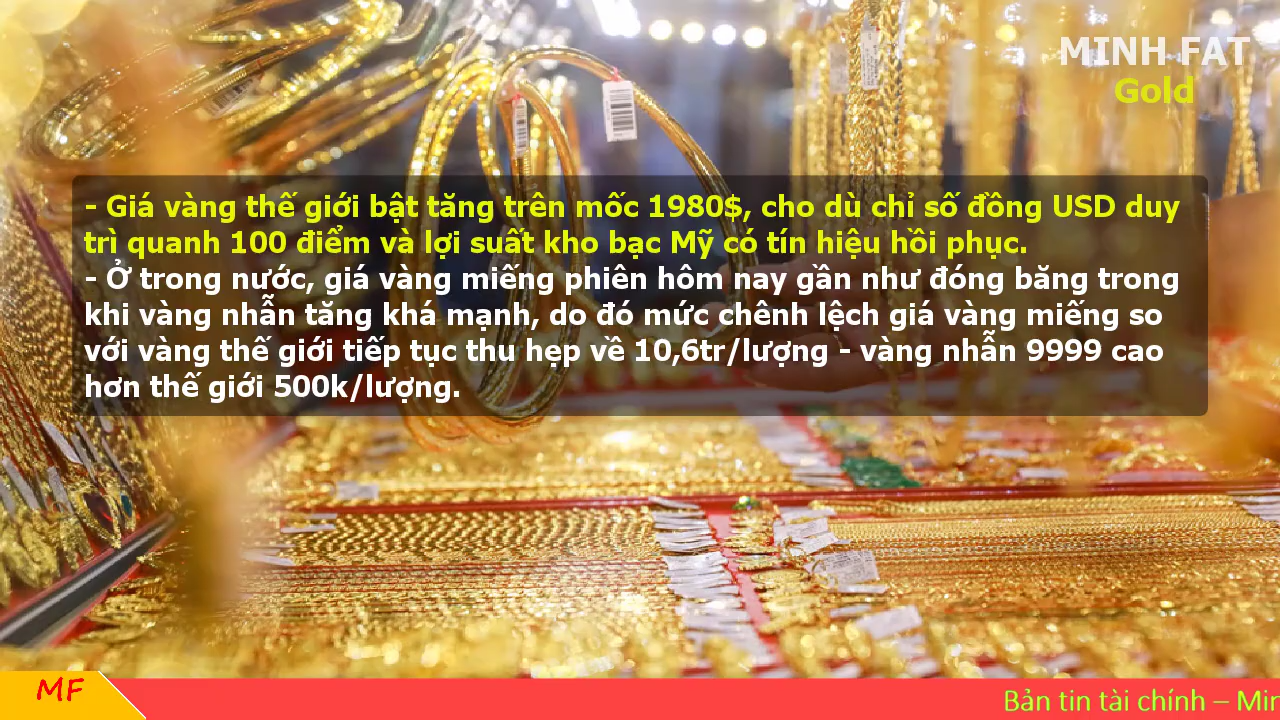 MINH FAT
Gold
- Giá vàng thế giới bật tăng trên mốc 1980$, cho dù chỉ số đồng USD duy
trì quanh 100 điểm và lợi suất kho bạc Mỹ có tín hiệu hồi phục.
- Ở trong nước, giá vàng miếng phiên hôm nay gần như đóng băng trong
khi vàng nhẫn tăng khá mạnh, do đó mức chênh lệch giá vàng miếng so
với vàng thế giới tiếp tục thu hẹp về 10,6tr/lượng - vàng nhẫn 9999 cao
hơn thế giới 500k/lượng.
MF
Bản tin tài chính – Min